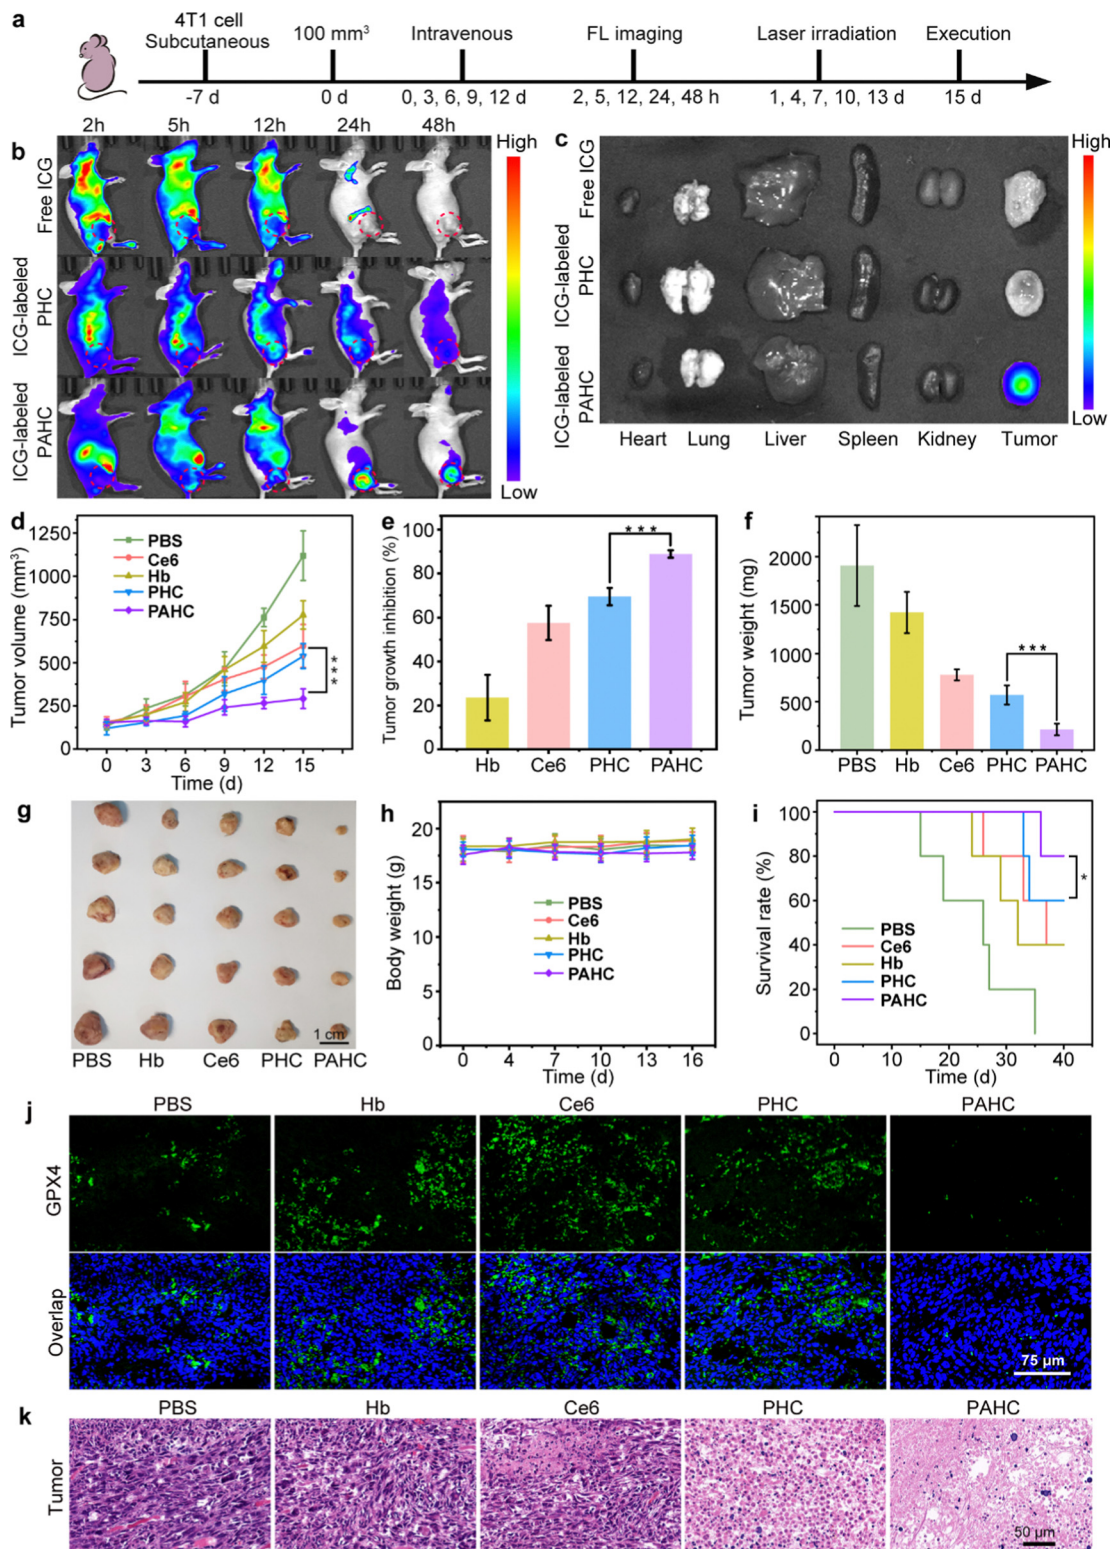 a
4T1 cell
Subcutaneous
100 mm³
Intravenous
FL imaging
Laser irradiation
Execution
-7 d
0 d
0, 3, 6, 9, 12 d
2, 5, 12, 24, 48 h
1, 4, 7, 10, 13 d
15 d
b
2h
5h
12h
24h
48h
Free ICG
ICG-labeled
PHC
ICG-labeled
PAHC
High
Low
c
Free ICG
ICG-labeled
PHC
ICG-labeled
PAHC
Heart
Lung
Liver
Spleen
Kidney
Tumor
High
Low
d
Tumor volume (mm³)
1250
1000
750
500
250
0
PBS
Ce6
Hb
PHC
PAHC
***
0
3
6
9
12
15
Time (d)
e
Tumor growth inhibition (%)
100
80
60
40
20
0
***
Hb
Ce6
PHC
PAHC
f
Tumor weight (mg)
2000
1500
1000
500
0
***
PBS
Hb
Ce6
PHC
PAHC
g
1 cm
PBS
Hb
Ce6
PHC
PAHC
h
Body weight (g)
20
15
10
5
0
PBS
Ce6
Hb
PHC
PAHC
0
4
7
10
13
16
Time (d)
i
Survival rate (%)
100
80
60
40
20
0
PBS
Ce6
Hb
PHC
PAHC
*
0
10
20
30
40
Time (d)
j
PBS
Hb
Ce6
PHC
PAHC
GPX4
Overlap
75 µm
k
PBS
Hb
Ce6
PHC
PAHC
Tumor
50 µm